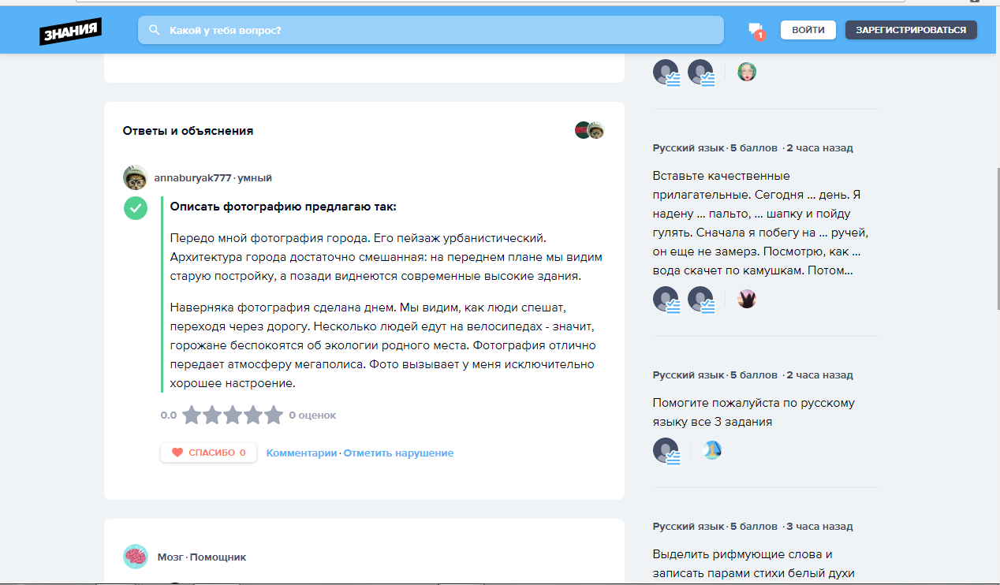 ЗНАНИЯ
Какой у тебя вопрос?
1
ВОЙТИ
ЗАРЕГИСТРИРОВАТЬСЯ
Ответы и объяснения
annaburyak777 · умный
Описать фотографию предлагаю так:
Передо мной фотография города. Его пейзаж урбанистический.
Архитектура города достаточно смешанная: на переднем плане мы видим
старую постройку, а позади виднеются современные высокие здания.
Наверняка фотография сделана днем. Мы видим, как люди спешат,
переходя через дорогу. Несколько людей едут на велосипедах - значит,
горожане беспокоятся об экологии родного места. Фотография отлично
передает атмосферу мегаполиса. Фото вызывает у меня исключительно
хорошее настроение.
0.0
0 оценок
СПАСИБО 0
Комментарии · Отметить нарушение
Мозг · Помощник
Русский язык · 5 баллов · 2 часа назад
Вставьте качественные
прилагательные. Сегодня ... день. Я
надену ... пальто, ... шапку и пойду
гулять. Сначала я побегу на ... ручей,
он еще не замерз. Посмотрю, как ...
вода скачет по камушкам. Потом...
Русский язык · 5 баллов · 2 часа назад
Помогите пожалуйста по русскому
языку все 3 задания
Русский язык · 5 баллов · 3 часа назад
Выделить рифмующие слова и
записать парами стихи белый духи